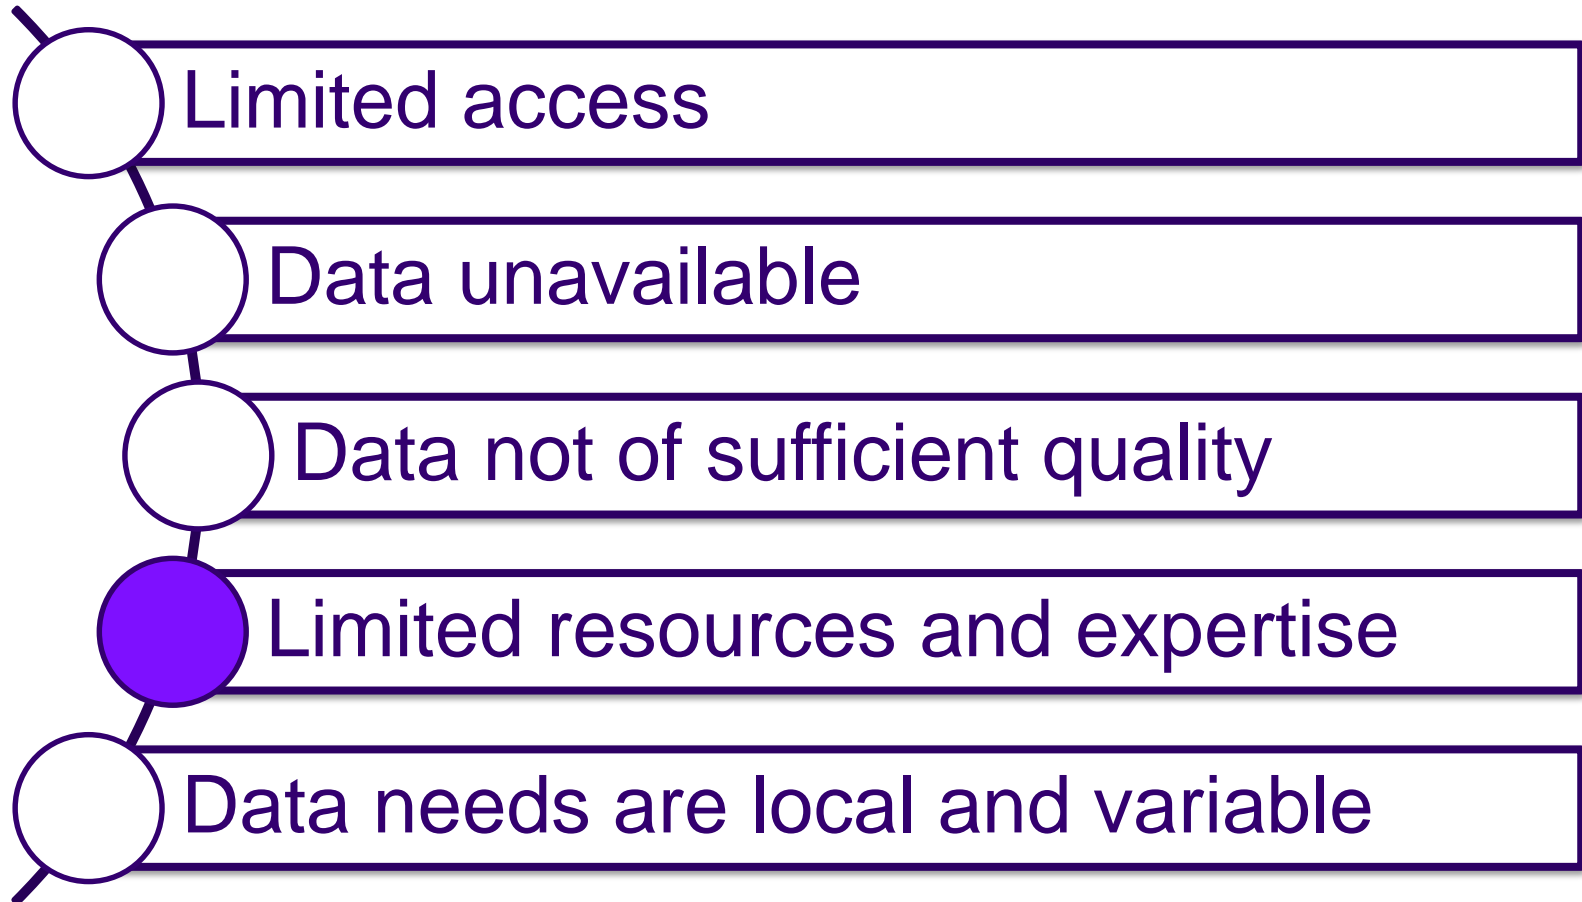 Limited access
Data unavailable
Data not of sufficient quality
Limited resources and expertise
Data needs are local and variable